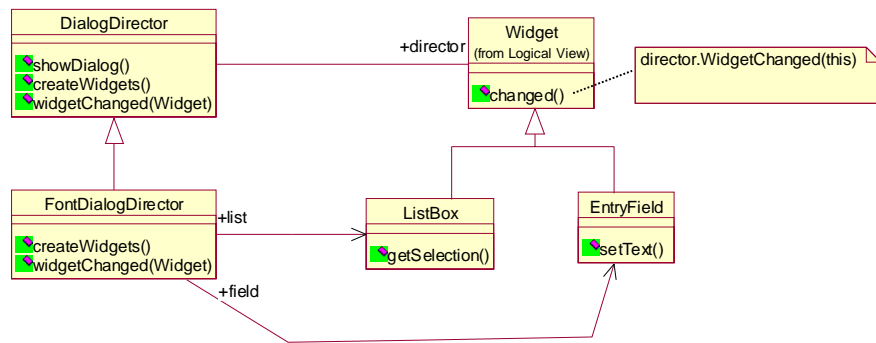 DialogDirector
showDialog()
createWidgets()
widgetChanged(Widget)
+director
Widget
(from Logical View)
changed()
director.WidgetChanged(this)
FontDialogDirector
createWidgets()
widgetChanged(Widget)
+list
+field
ListBox
getSelection()
EntryField
setText()